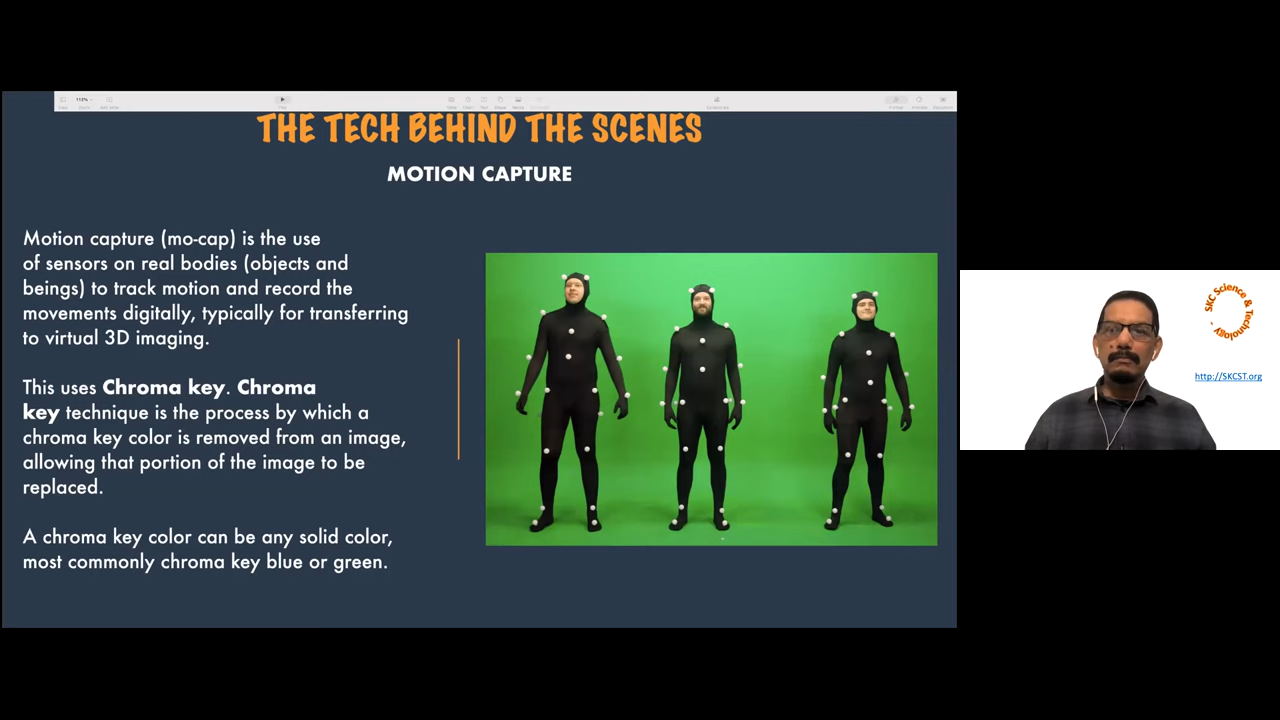 112%
THE TECH BEHIND THE SCENES
MOTION CAPTURE
Motion capture (mo-cap) is the use
of sensors on real bodies (objects and
beings) to track motion and record the
movements digitally, typically for transferring
to virtual 3D imaging.
This uses Chroma key. Chroma
key technique is the process by which a
chroma key color is removed from an image,
allowing that portion of the image to be
replaced.
A chroma key color can be any solid color,
most commonly chroma key blue or green.
SKC Science & Technology -
http://SKCST.org